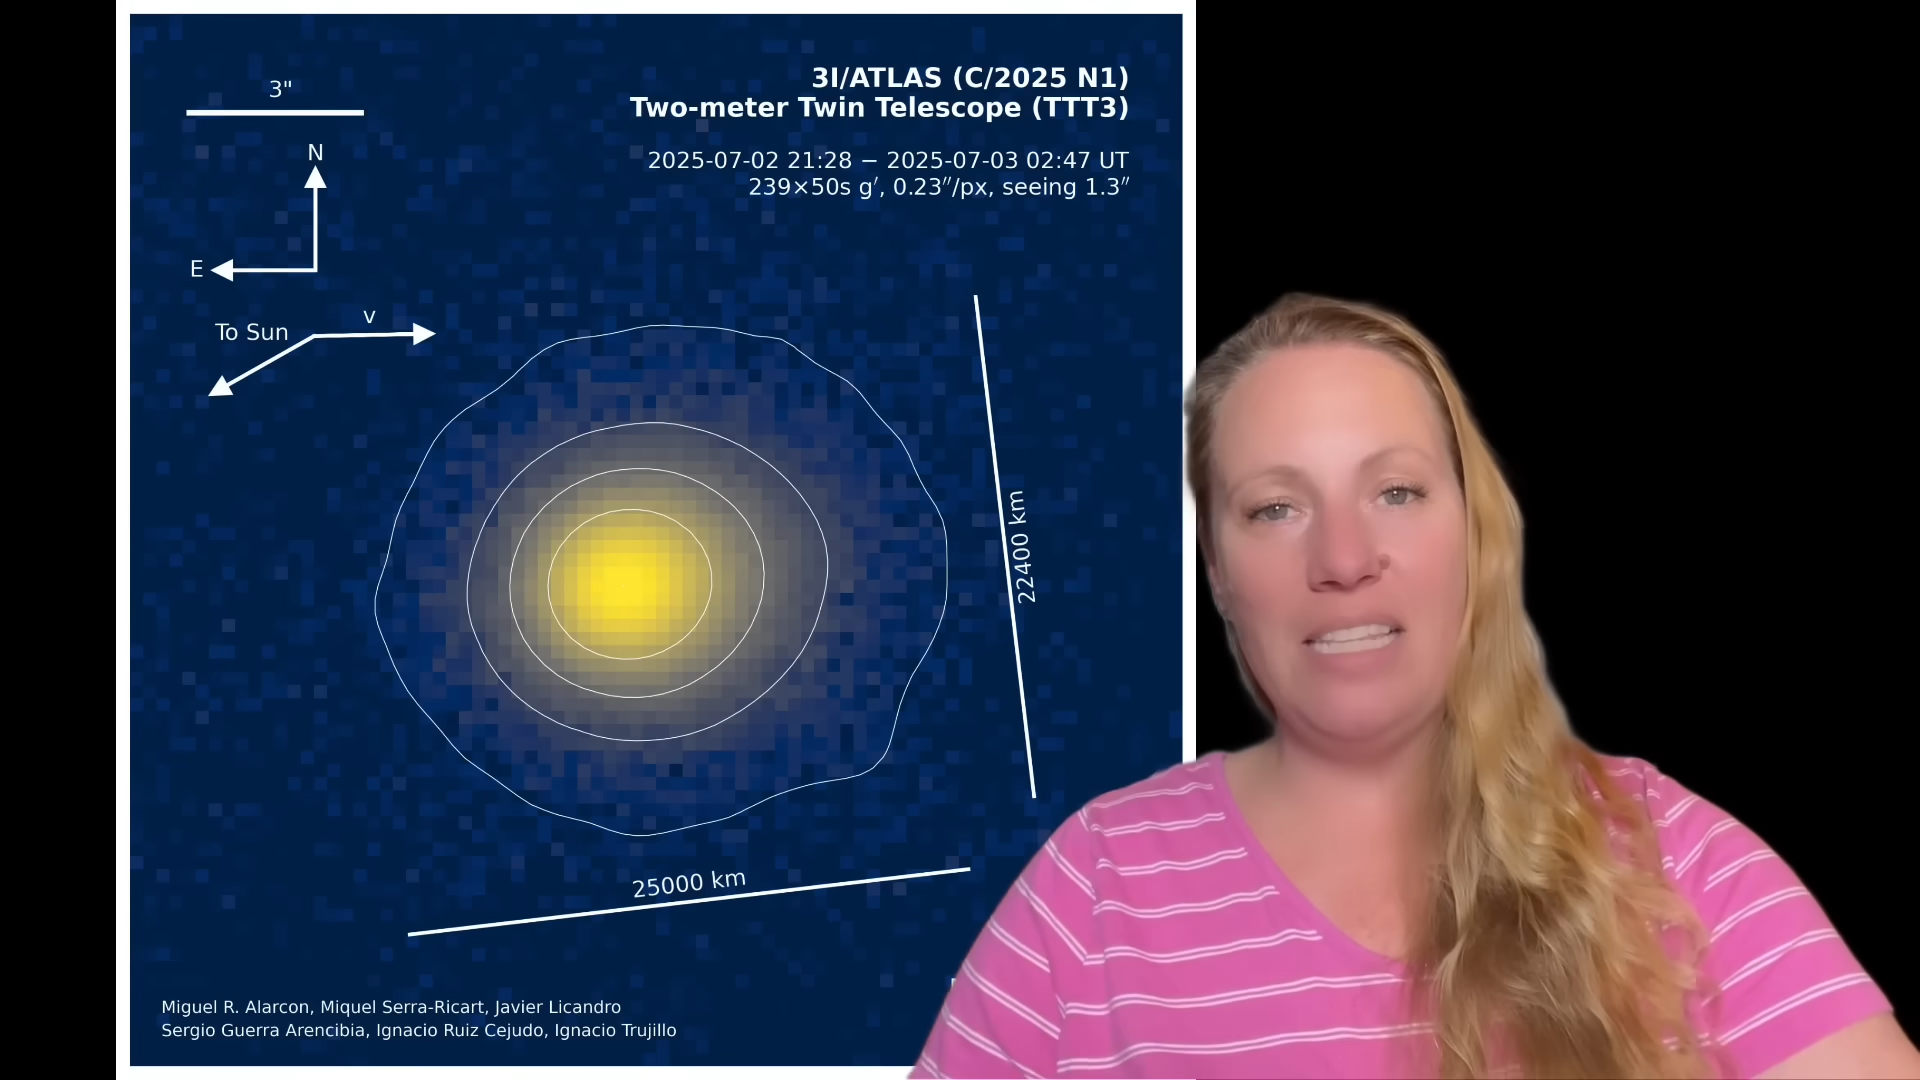 3"
3I/ATLAS (C/2025 N1)
Two-meter Twin Telescope (TTT3)
2025-07-02 21:28 − 2025-07-03 02:47 UT
239×50s g′, 0.23″/px, seeing 1.3″
N
E
To Sun
v
22400 km
25000 km
Miguel R. Alarcon, Miquel Serra-Ricart, Javier Licandro
Sergio Guerra Arencibia, Ignacio Ruiz Cejudo, Ignacio Trujillo